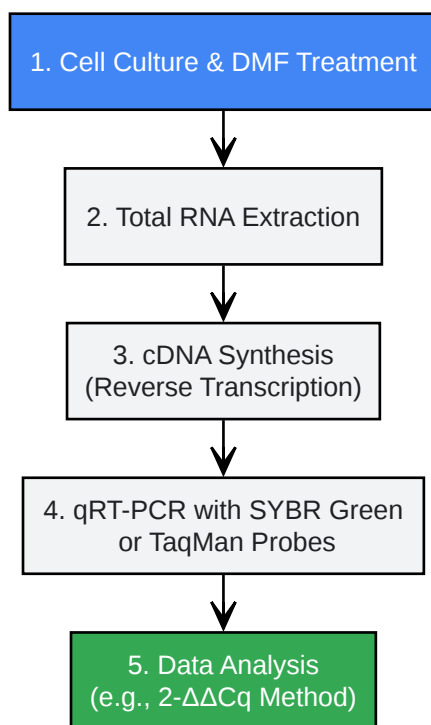 1. Cell Culture & DMF Treatment
2. Total RNA Extraction
3. cDNA Synthesis
(Reverse Transcription)
4. qRT-PCR with SYBR Green
or TaqMan Probes
5. Data Analysis
(e.g., 2-ΔΔCq Method)